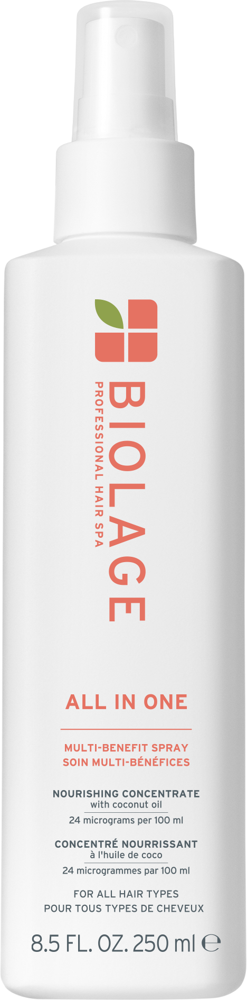 BIOLAGE
PROFESSIONAL HAIR SPA
ALL IN ONE
MULTI-BENEFIT SPRAY
SOIN MULTI-BÉNÉFICES
NOURISHING CONCENTRATE
with coconut oil
24 micrograms per 100 ml
CONCENTRÉ NOURRISSANT
à l'huile de coco
24 microgrammes par 100 ml
FOR ALL HAIR TYPES
POUR TOUS TYPES DE CHEVEUX
8.5 FL. OZ. 250 ml ℮